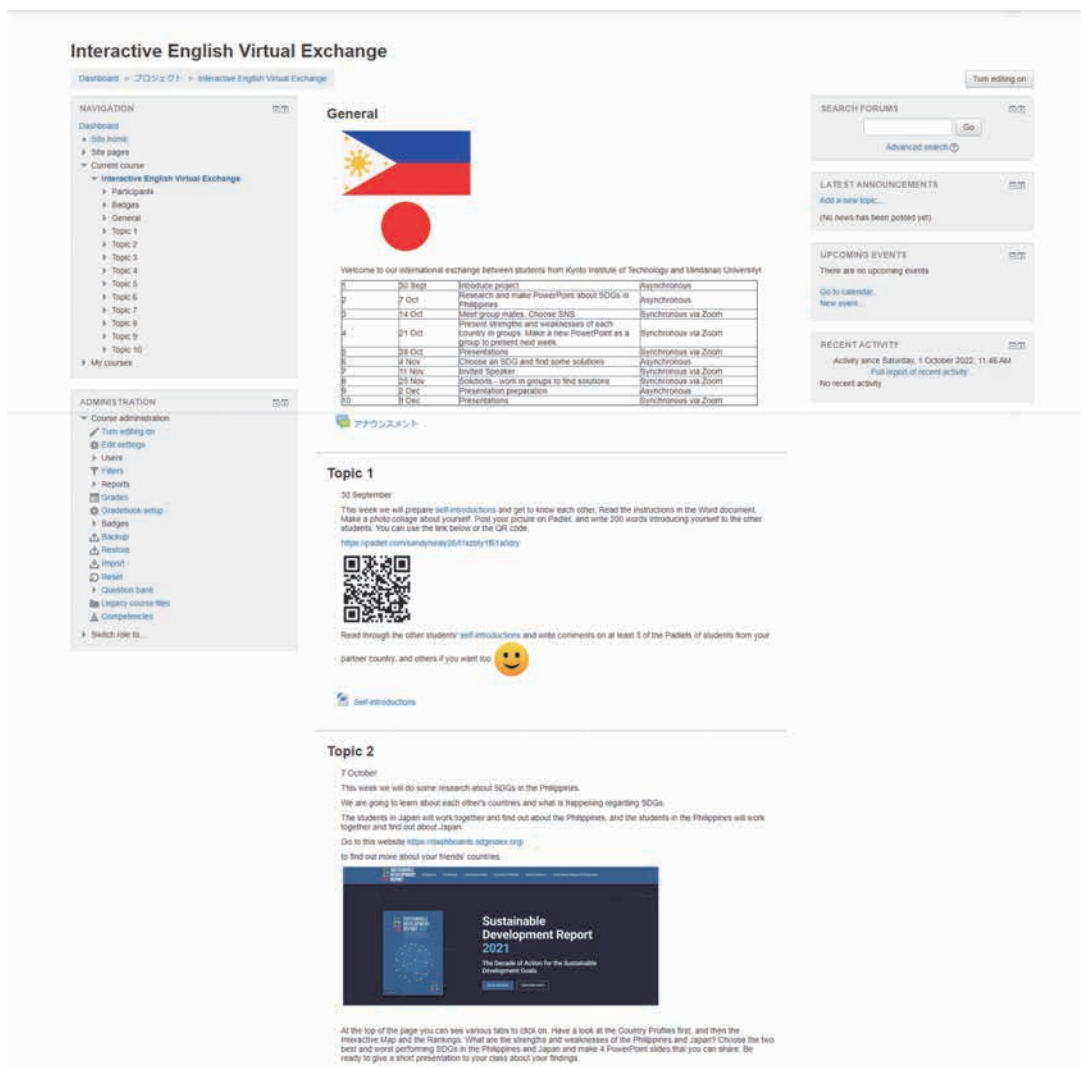 Interactive English Virtual Exchange
Dashboard ► プロジェクト ► Interactive English Virtual Exchange
Turn editing on
NAVIGATION
Dashboard
Site home
Site pages
Current course
Interactive English Virtual Exchange
Participants
Badges
General
Topic 1
Topic 2
Topic 3
Topic 4
Topic 5
Topic 6
Topic 7
Topic 8
Topic 9
Topic 10
My courses
ADMINISTRATION
Course administration
Turn editing on
Edit settings
Users
Filters
Reports
Grades
Gradebook setup
Badges
Backup
Restore
Import
Reset
Question bank
Legacy course files
Competencies
Switch role to...
General
Welcome to our international exchange between students from Kyoto Institute of Technology and Mindanao University!
1 30 Sept Introduce project Asynchronous
2 7 Oct Research and make PowerPoint about SDGs in
Philippines Asynchronous
3 14 Oct Meet group mates. Choose SNS Synchronous via Zoom
4 21 Oct Present strengths and weaknesses of each
country in groups. Make a new PowerPoint as a
group to present next week. Synchronous via Zoom
5 28 Oct Presentations Synchronous via Zoom
6 4 Nov Choose an SDG and find some solutions Asynchronous
7 11 Nov Invited Speaker Synchronous via Zoom
8 25 Nov Solutions - work in groups to find solutions Synchronous via Zoom
9 2 Dec Presentation preparation Asynchronous
10 9 Dec Presentations Synchronous via Zoom
アナウンスメント
Topic 1
30 September
This week we will prepare self-introductions and get to know each other. Read the instructions in the Word document.
Make a photo collage about yourself. Post your picture on Padlet, and write 200 words introducing yourself to the other
students. You can use the link below or the QR code.
Read through the other students' self-introductions and write comments on at least 3 of the Padlets of students from your
partner country, and others if you want too
Self-introductions
Topic 2
7 October
This week we will do some research about SDGs in the Philippines.
We are going to learn about each other's countries and what is happening regarding SDGs.
The students in Japan will work together and find out about the Philippines, and the students in the Philippines will work
together and find out about Japan.
Go to this website https://dashboards.sdgindex.org/
to find out more about your friends' countries.
SUSTAINABLE
DEVELOPMENT
REPORT
Sustainable
Development Report
2021
The Decade of Action for the Sustainable
Development Goals
At the top of the page you can see various tabs to click on. Have a look at the Country Profiles first, and then the
Interactive Map and the Rankings. What are the strengths and weaknesses of the Philippines and Japan? Choose the two
best and worst performing SDGs in the Philippines and Japan and make 4 PowerPoint slides that you can share. Be
ready to give a short presentation to your class about your findings.
SEARCH FORUMS
Go
Advanced search
LATEST ANNOUNCEMENTS
Add a new topic...
(No news has been posted yet)
UPCOMING EVENTS
There are no upcoming events
Go to calendar...
New event...
RECENT ACTIVITY
Activity since Saturday, 1 October 2022, 11:45 AM
Full report of recent activity...
No recent activity